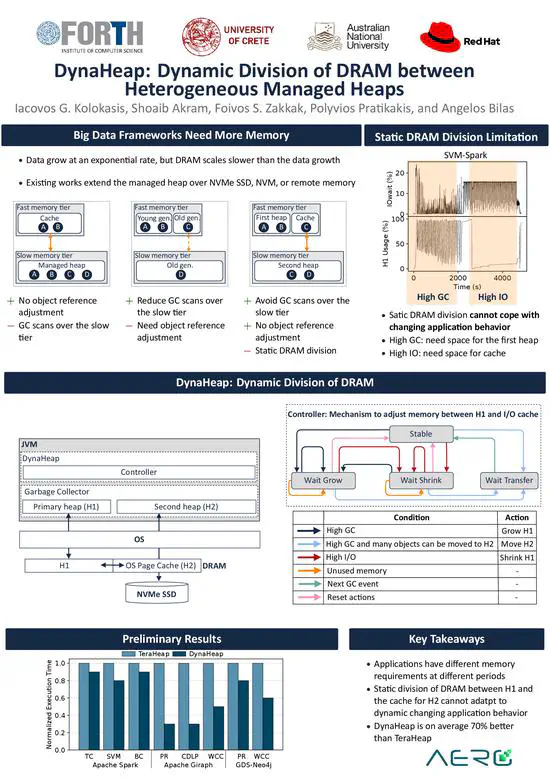 FORTH
INSTITUTE OF COMPUTER SCIENCE
UNIVERSITY
OF CRETE
Australian
National
University
Red Hat
DynaHeap: Dynamic Division of DRAM between
Heterogeneous Managed Heaps
Iacovos G. Kolokasis, Shoaib Akram, Foivos S. Zakkak, Polyvios Pratikakis, and Angelos Bilas
Big Data Frameworks Need More Memory
• Data grow at an exponential rate, but DRAM scales slower than the data growth
• Existing works extend the managed heap over NVMe SSD, NVM, or remote memory
Fast memory tier
Cache
A B
Slow memory tier
Managed heap
A B C D
+ No object reference
adjustment
− GC scans over the slow
tier
Fast memory tier
Young gen. Old gen.
A B C
Slow memory tier
Old gen.
D
+ Reduce GC scans over
the slow tier
− Need object reference
adjustment
Fast memory tier
First heap Cache
A B C
Slow memory tier
Second heap
C D
+ Avoid GC scans over the
slow tier
+ No object reference
adjustment
− Static DRAM division
Static DRAM Division Limitation
SVM-Spark
IOwait (%)
20
10
0
H1 Usage (%)
100
50
0
0 2000 4000
Time (s)
High GC High IO
• Satic DRAM division cannot cope with
changing application behavior
• High GC: need space for the first heap
• High IO: need space for cache
DynaHeap: Dynamic Division of DRAM
JVM
DynaHeap
Controller
Garbage Collector
Primary heap (H1) Second heap (H2)
OS
H1 OS Page Cache (H2) DRAM
NVMe SSD
Controller: Mechanism to adjust memory between H1 and I/O cache
Stable
Wait Grow Wait Shrink Wait Transfer
Condition Action
High GC Grow H1
High GC and many objects can be moved to H2 Move H2
High I/O Shrink H1
Unused memory -
Next GC event -
Reset actions -
Preliminary Results
TeraHeap DynaHeap
Normalized Execution Time
1.0
0.8
0.6
0.4
0.2
0.0
TC SVM BC PR CDLP WCC PR WCC
Apache Spark Apache Giraph GDS-Neo4j
Key Takeaways
• Applications have different memory
requirements at different periods
• Static division of DRAM between H1 and
the cache for H2 cannot adatpt to
dynamic changing application behavior
• DynaHeap is on average 70% better
than TeraHeap
AERO